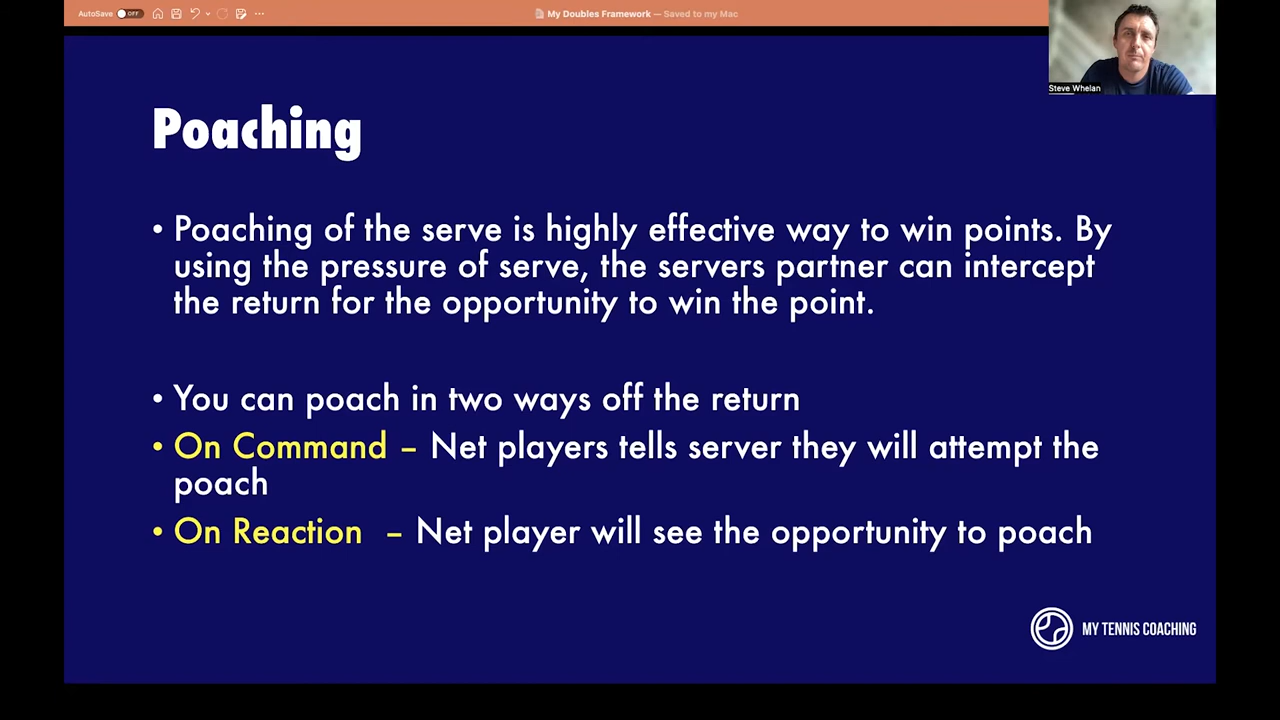 AutoSave OFF
My Doubles Framework — Saved to my Mac
Steve Whelan
Poaching
• Poaching of the serve is highly effective way to win points. By
using the pressure of serve, the servers partner can intercept
the return for the opportunity to win the point.
• You can poach in two ways off the return
• On Command – Net players tells server they will attempt the
poach
• On Reaction – Net player will see the opportunity to poach
MY TENNIS COACHING